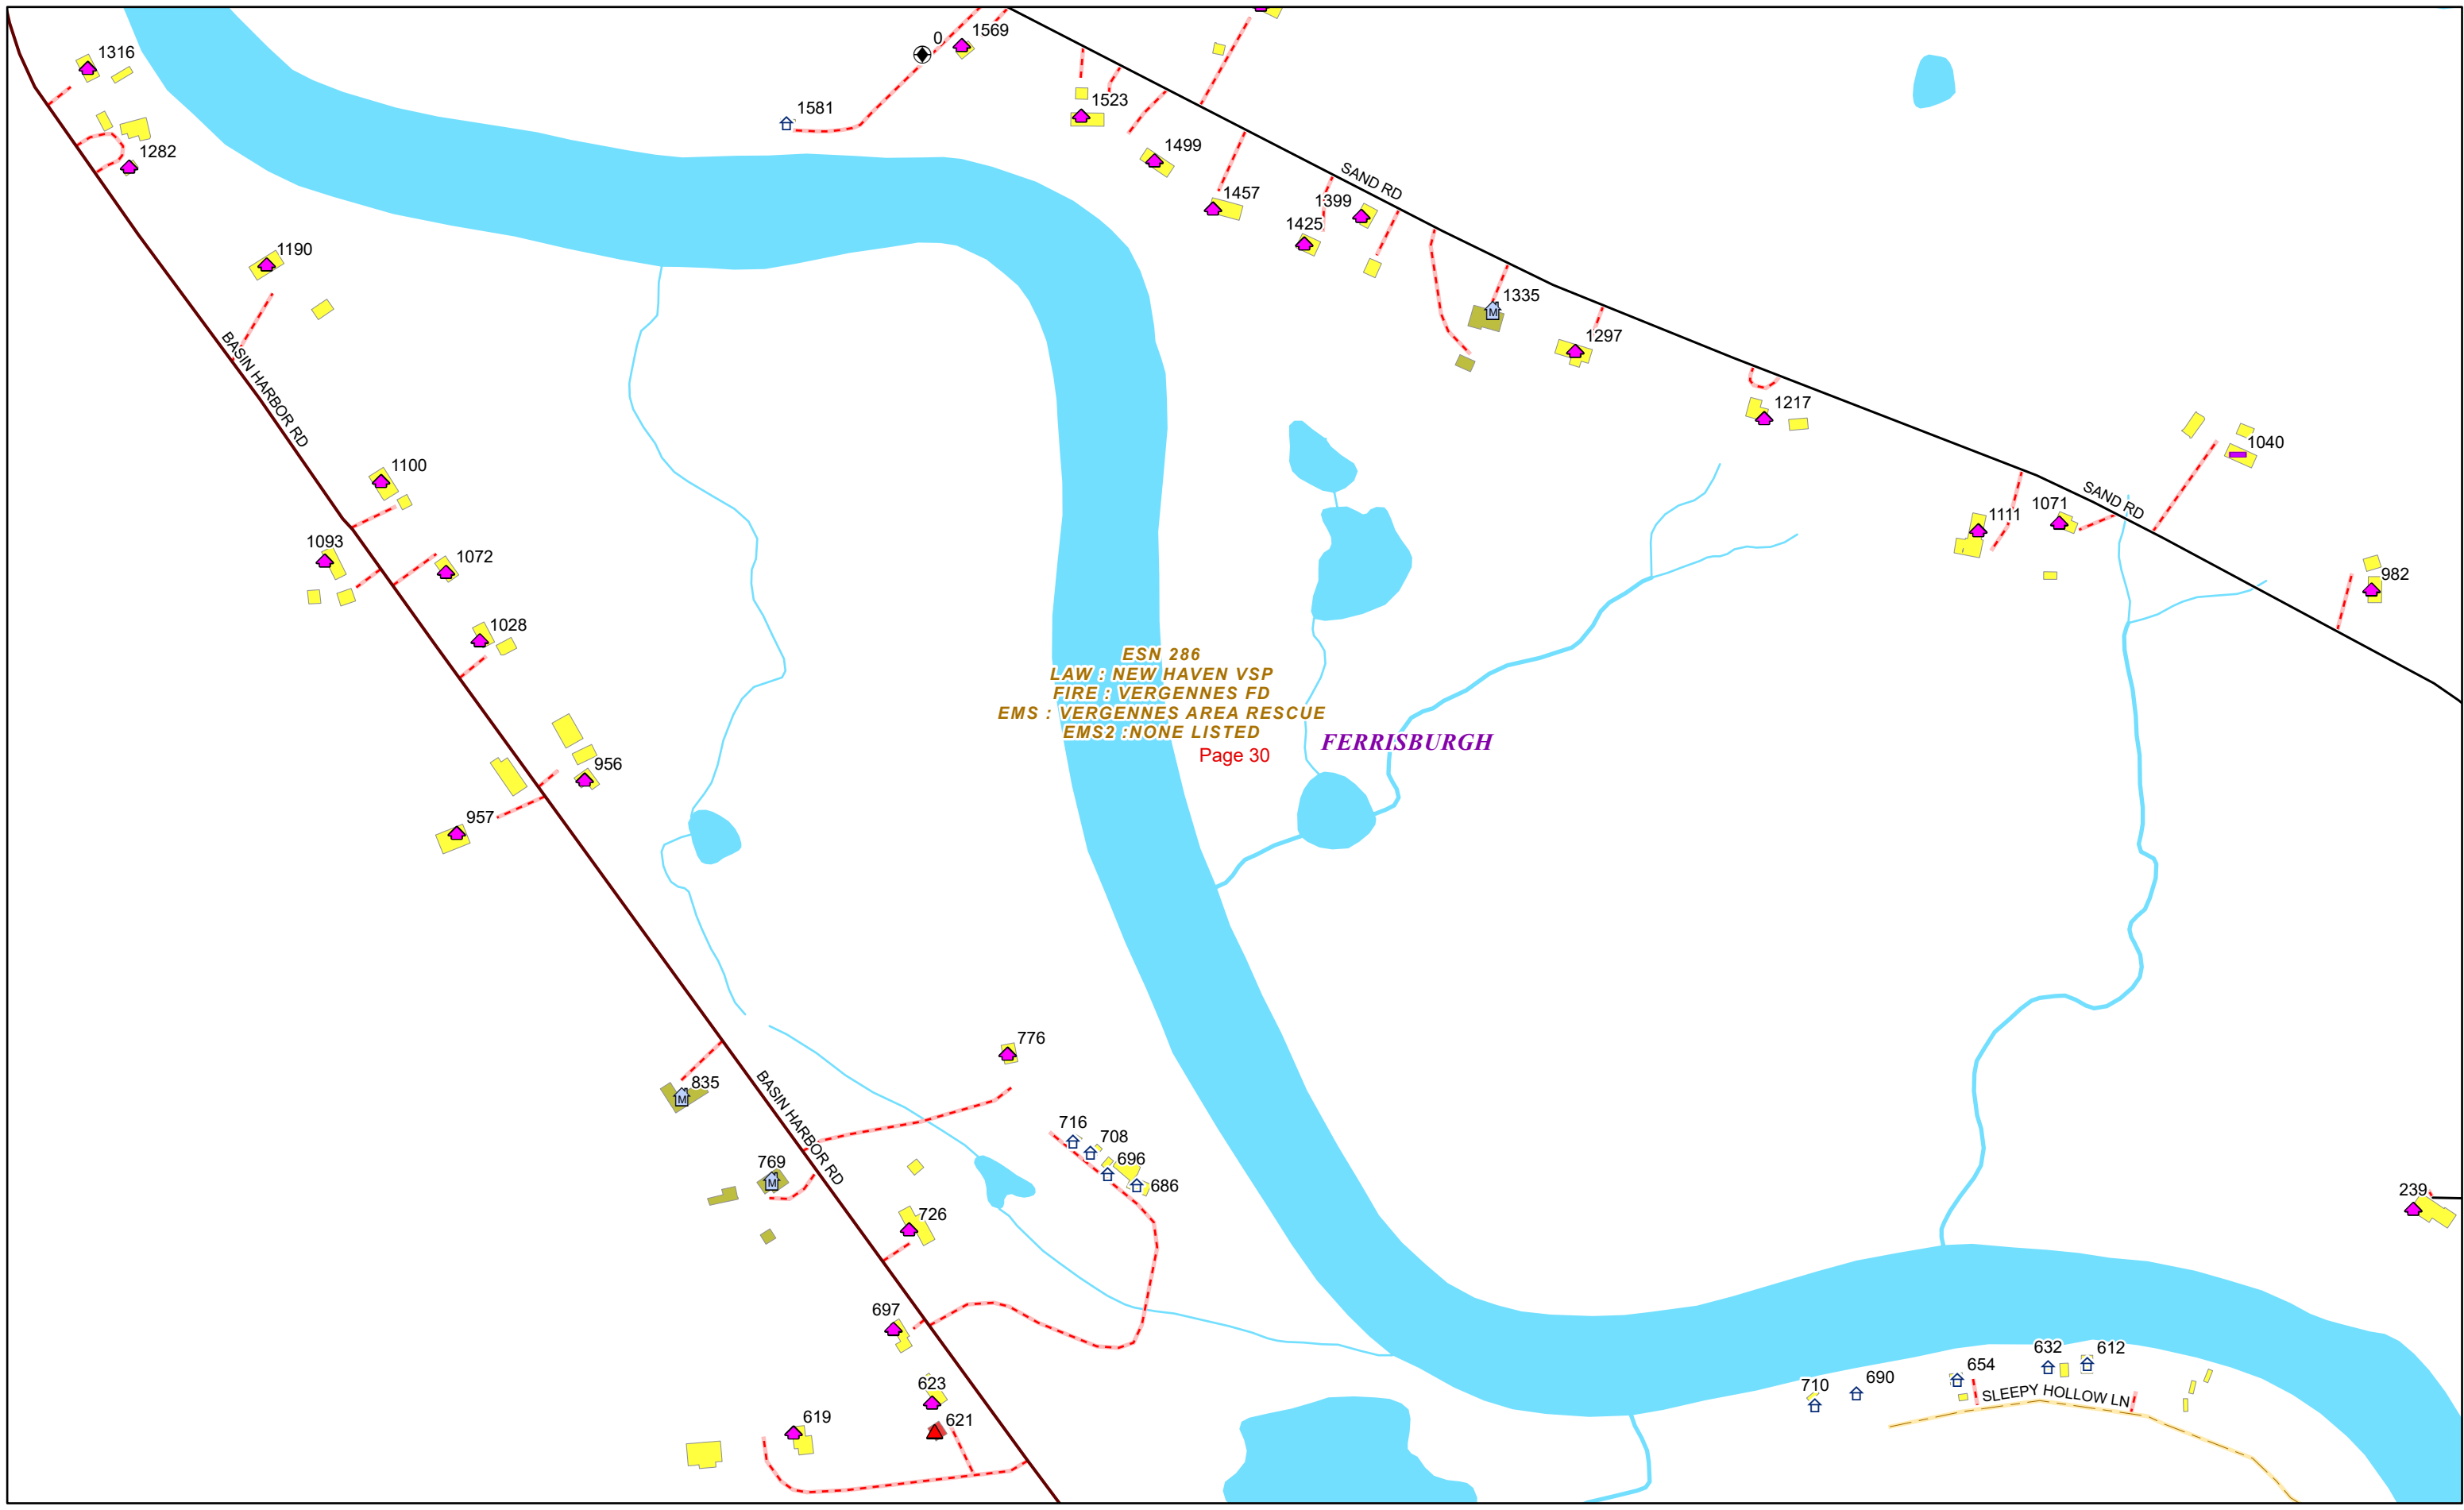 0
1569
1316
1581
1523
1282
1499
SAND RD
1457
1399
1425
1190
1335
1297
BASIN HARBOR RD
1217
1040
1100
SAND RD
1071
1111
1093
1072
982
1028
ESN 286
LAW : NEW HAVEN VSP
FIRE : VERGENNES FD
EMS : VERGENNES AREA RESCUE
EMS2 :NONE LISTED
FERRISBURGH
Page 30
956
957
776
835
BASIN HARBOR RD
716
708
696
769
686
239
726
697
632
612
654
690
710
SLEEPY HOLLOW LN
623
619
621
M
M
M